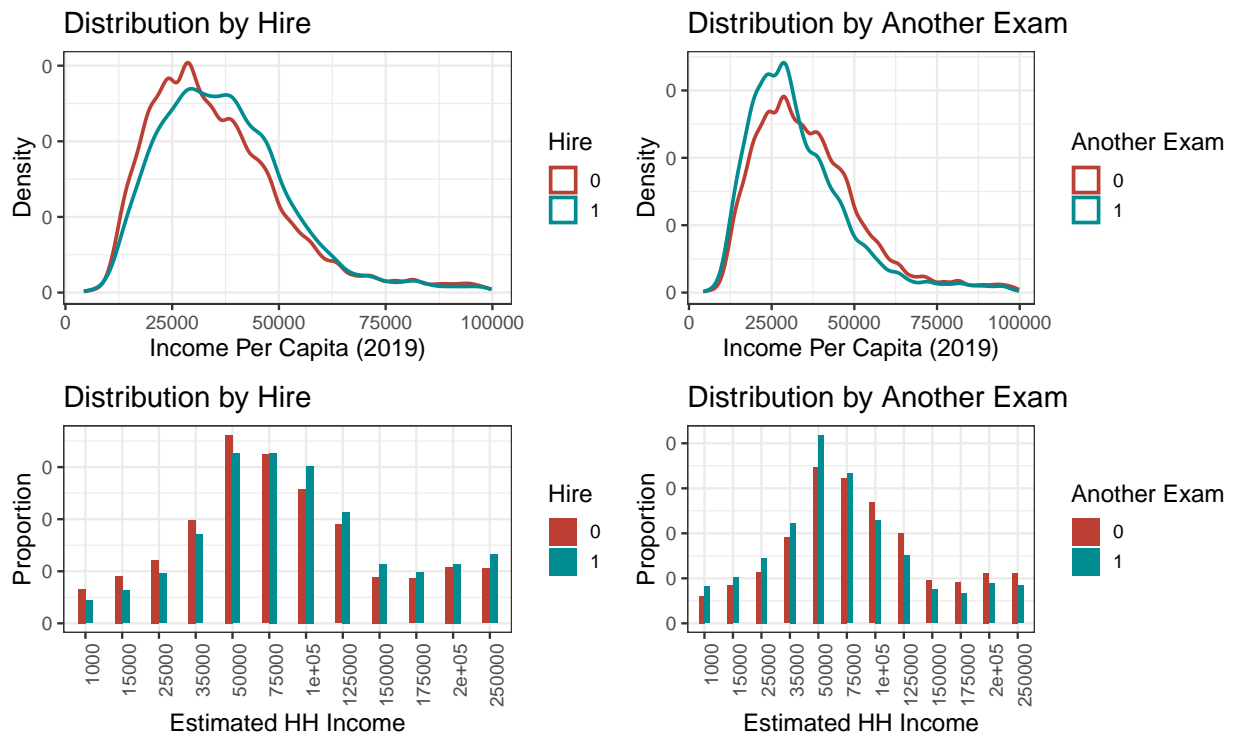 Distribution by Hire
0
0
0
0
Density
0
25000
50000
75000
100000
Income Per Capita (2019)
Hire
0
1
Distribution by Another Exam
0
0
0
0
Density
0
25000
50000
75000
100000
Income Per Capita (2019)
Another Exam
0
1
Distribution by Hire
0
0
0
0
Proportion
1000
15000
25000
35000
50000
75000
1e+05
125000
150000
175000
2e+05
250000
Estimated HH Income
Hire
0
1
Distribution by Another Exam
0
0
0
0
0
Proportion
1000
15000
25000
35000
50000
75000
1e+05
125000
150000
175000
2e+05
250000
Estimated HH Income
Another Exam
0
1